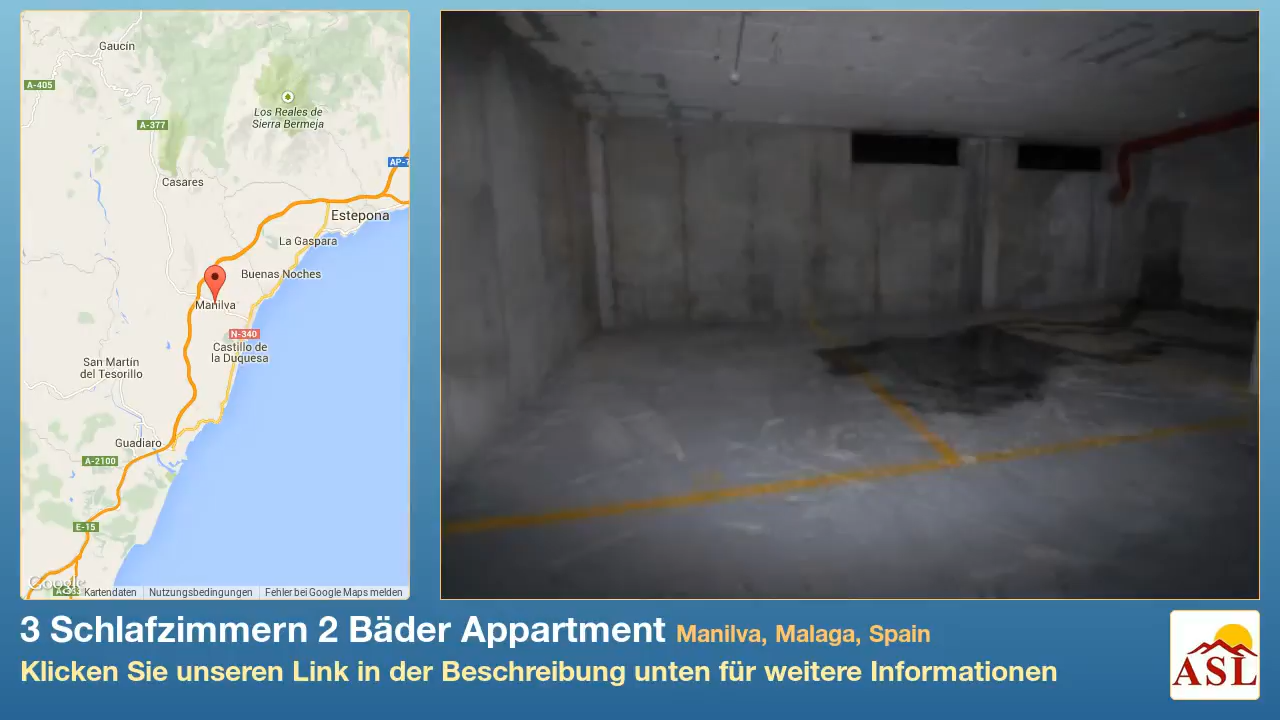 Gaucín
A-405
Los Reales de
Sierra Bermeja
A-377
AP-7
Casares
Estepona
La Gaspara
Buenas Noches
Manilva
N-340
Castillo de
la Duquesa
San Martín
del Tesorillo
Guadiaro
A-2100
E-15
Google
Kartendaten
Nutzungsbedingungen
Fehler bei Google Maps melden
3 Schlafzimmern 2 Bäder Appartment Manilva, Malaga, Spain
Klicken Sie unseren Link in der Beschreibung unten für weitere Informationen
ASL